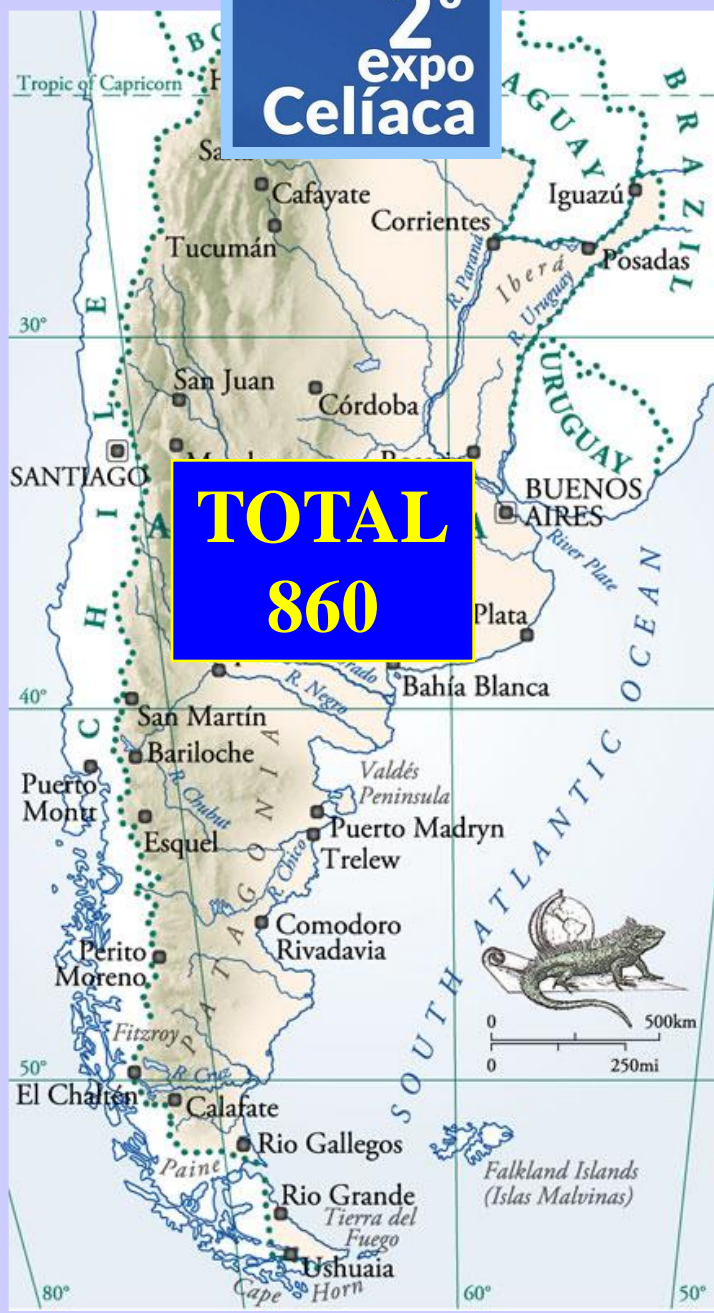 2º
expo
Celíaca
Tropic of Capricorn
BRAZIL
Cafayate
Iguazú
Corrientes
Tucumán
Posadas
R. Paraná
Iberá
R. Uruguay
30°
San Juan
Córdoba
URUGUAY
SANTIAGO
CHILE
BUENOS
AIRES
River Plate
TOTAL
860
Plata
Bahía Blanca
R. Negro
40°
San Martín
Bariloche
Puerto
Montt
R. Chubut
Esquel
Valdés
Peninsula
Puerto Madryn
Trelew
R. Chico
PATAGONIA
Comodoro
Rivadavia
Perito
Moreno
SOUTH ATLANTIC OCEAN
0 500km
0 250mi
Fitzroy
50°
R. Cruz
El Chaltén
Calafate
Rio Gallegos
Paine
Falkland Islands
(Islas Malvinas)
Rio Grande
Tierra del
Fuego
Ushuaia
Cape Horn
80°
60°
50°